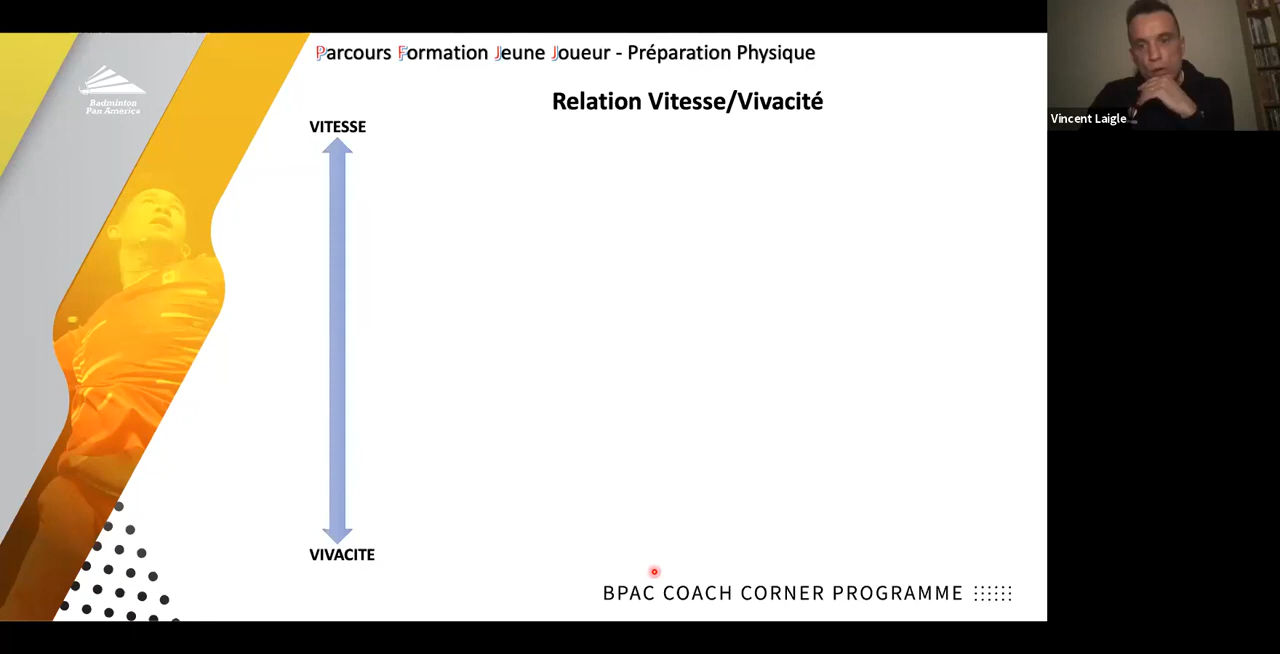 Parcours Formation Jeune Joueur - Préparation Physique
Badminton
Pan America
Relation Vitesse/Vivacité
VITESSE
VIVACITE
BPAC COACH CORNER PROGRAMME
Vincent Laigle